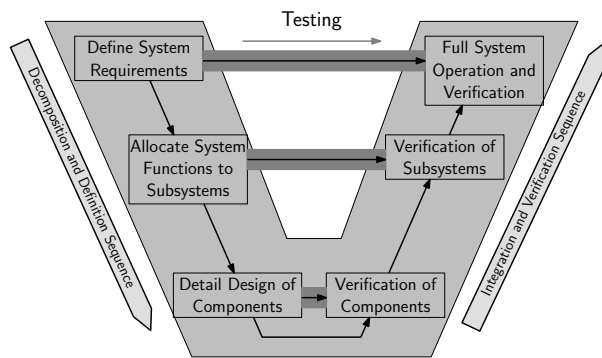 Testing
Define System
Requirements
Full System
Operation and
Verification
Allocate System
Functions to
Subsystems
Verification of
Subsystems
Detail Design of
Components
Verification of
Components
Decomposition and Definition Sequence
Integration and Verification Sequence